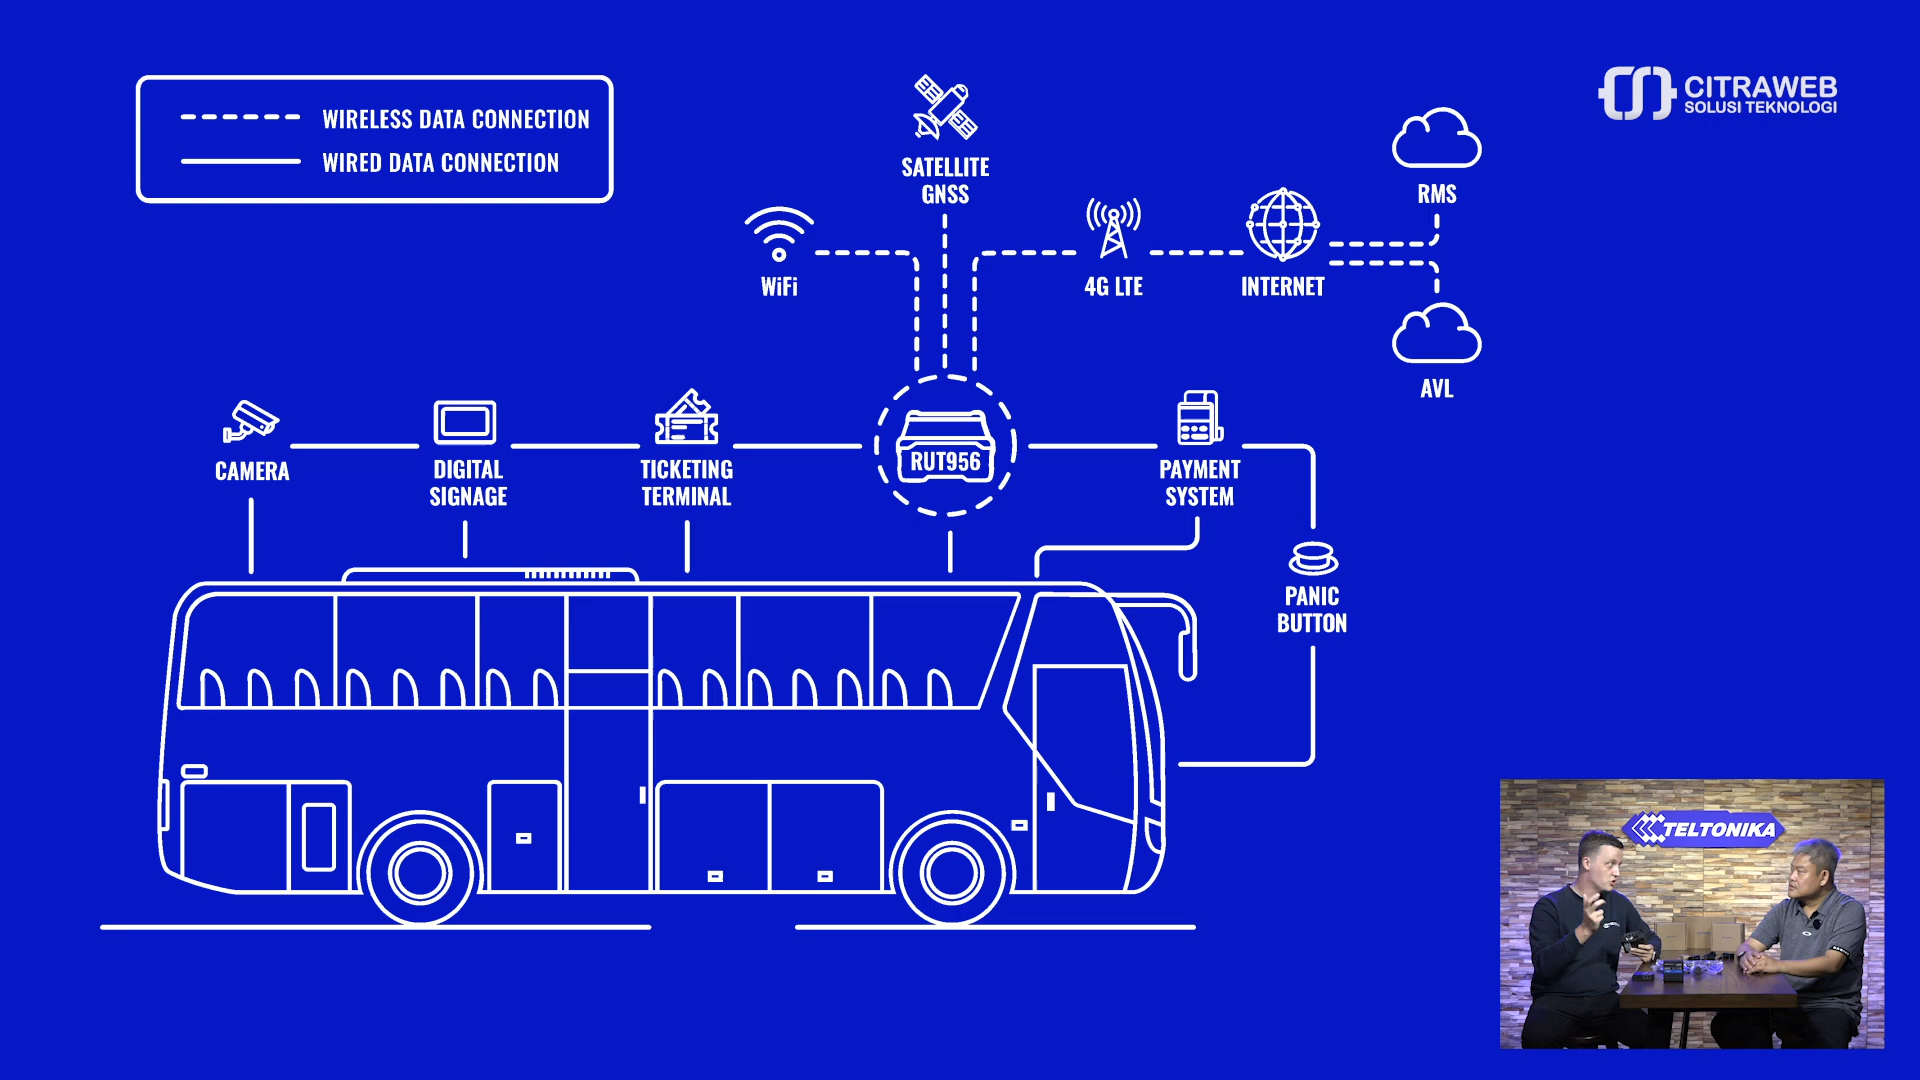 WIRELESS DATA CONNECTION
WIRED DATA CONNECTION
CITRAWEB
SOLUSI TEKNOLOGI
SATELLITE
GNSS
RMS
WiFi
4G LTE
INTERNET
AVL
CAMERA
DIGITAL
SIGNAGE
TICKETING
TERMINAL
RUT956
PAYMENT
SYSTEM
PANIC
BUTTON
TELTONIKA